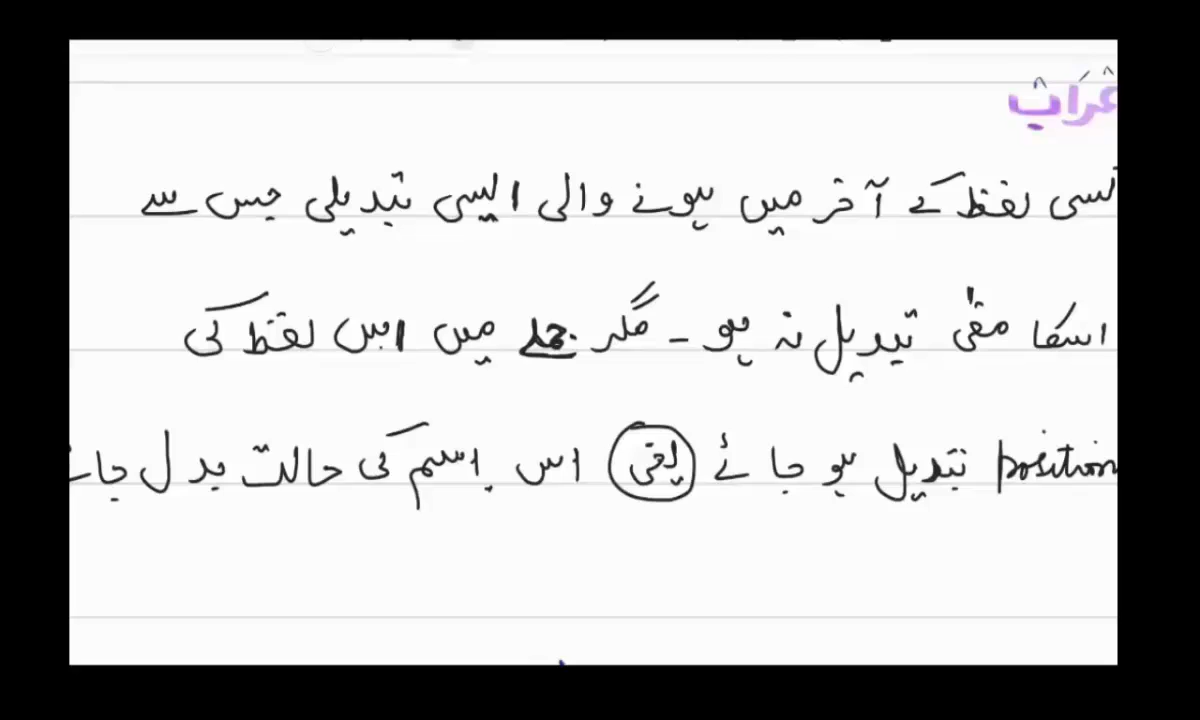 عراب
کسی لفظ کے آخر میں ہونے والی ایسی تبدیلی جس سے
اسکا معنی تبدیل نہ ہو - مگر جملے میں اس لفظ کی
position تبدیل ہو جائے یعنی اس اسم کی حالت بدل جائے